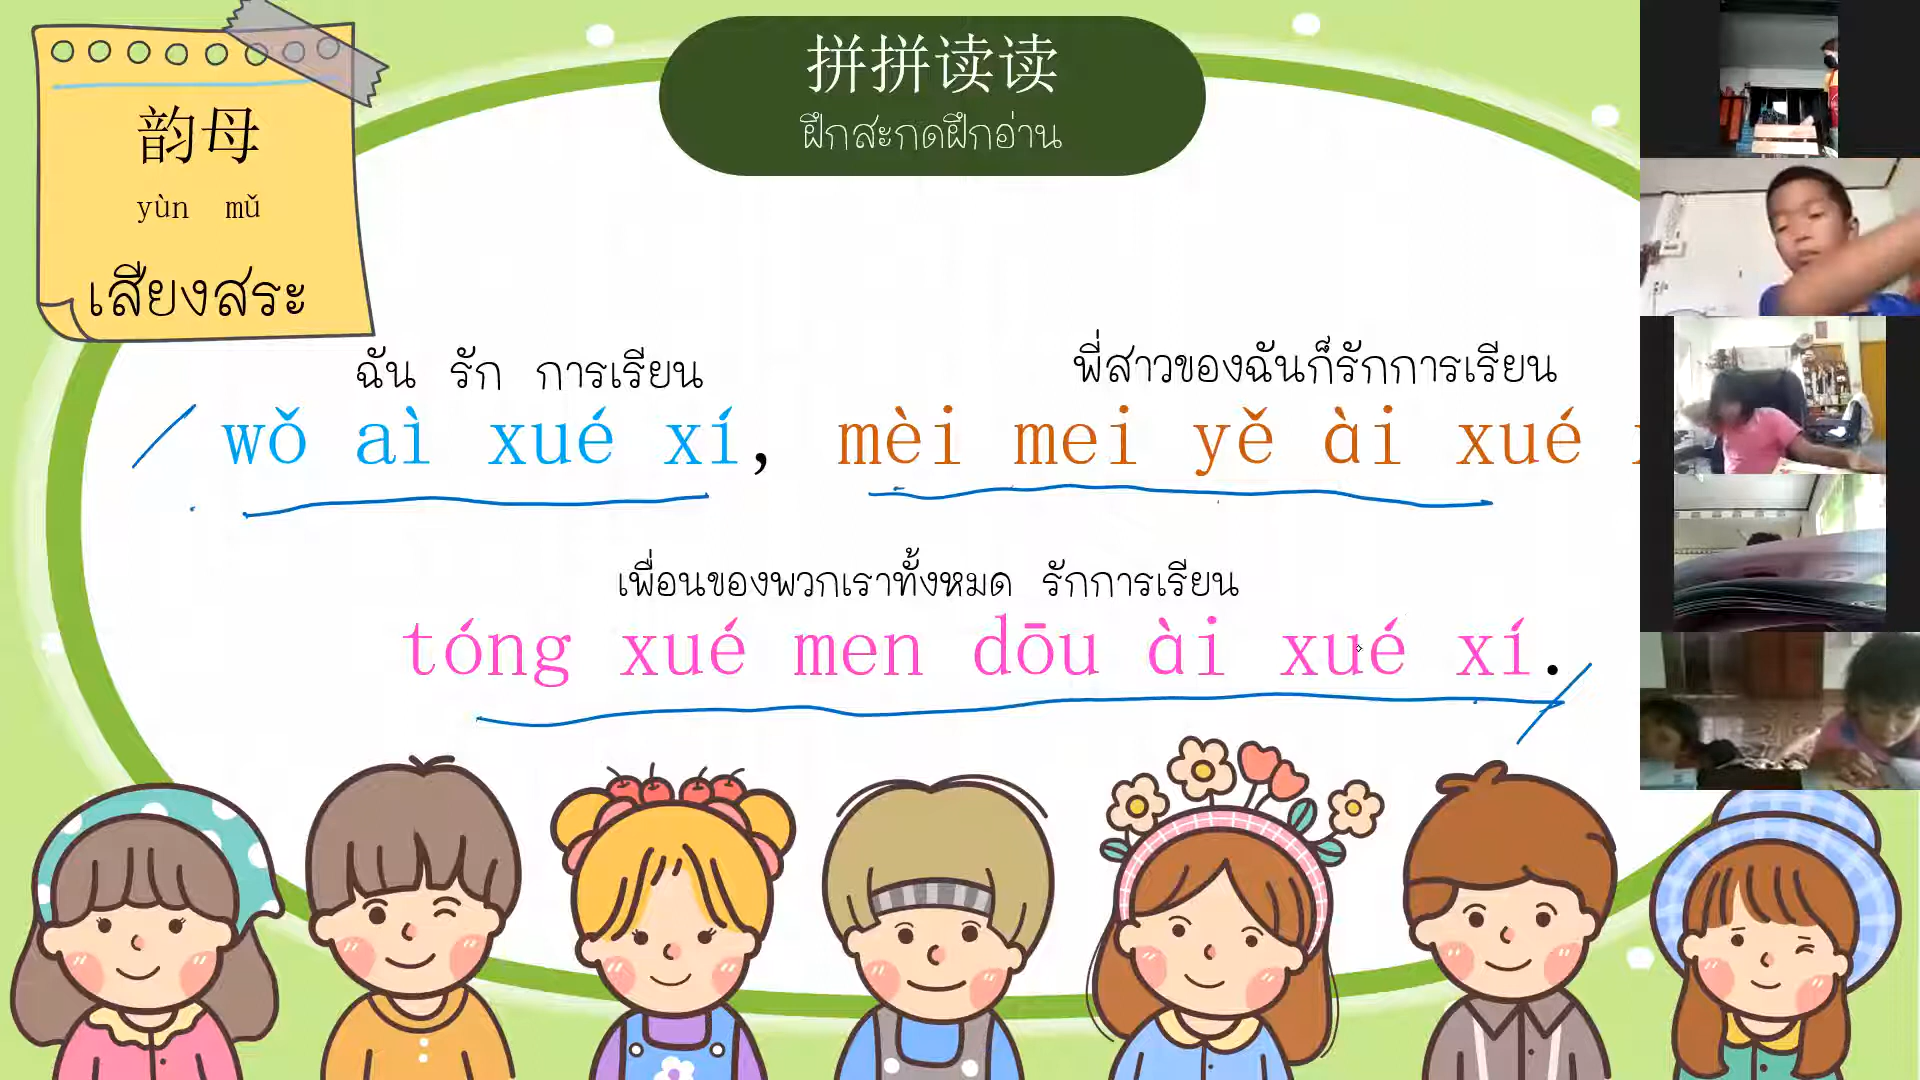 拼拼读读
ฝึกสะกดฝึกอ่าน
韵母
yùn mǔ
เสียงสระ
ฉัน รัก การเรียน
พี่สาวของฉันก็รักการเรียน
wǒ aì xué xí, mèi mei yě ài xué
เพื่อนของพวกเราทั้งหมด รักการเรียน
tóng xué men dōu ài xué xí.